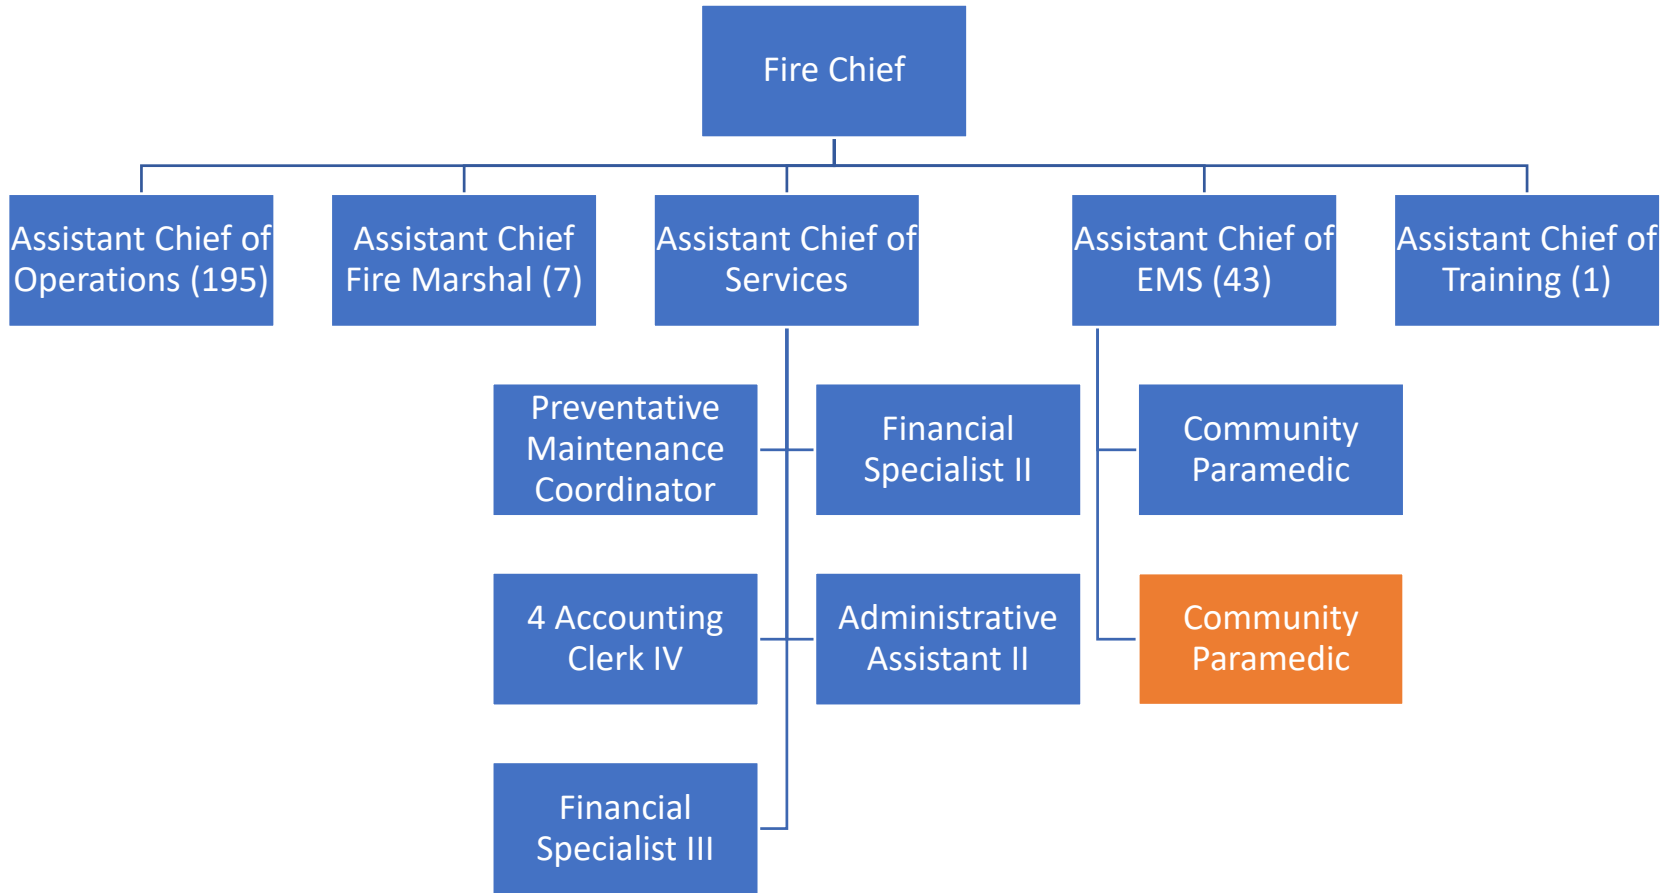 Fire Chief
Assistant Chief of
Operations (195)
Assistant Chief
Fire Marshal (7)
Assistant Chief of
Services
Assistant Chief of
EMS (43)
Assistant Chief of
Training (1)
Preventative
Maintenance
Coordinator
Financial
Specialist II
Community
Paramedic
4 Accounting
Clerk IV
Administrative
Assistant II
Community
Paramedic
Financial
Specialist III